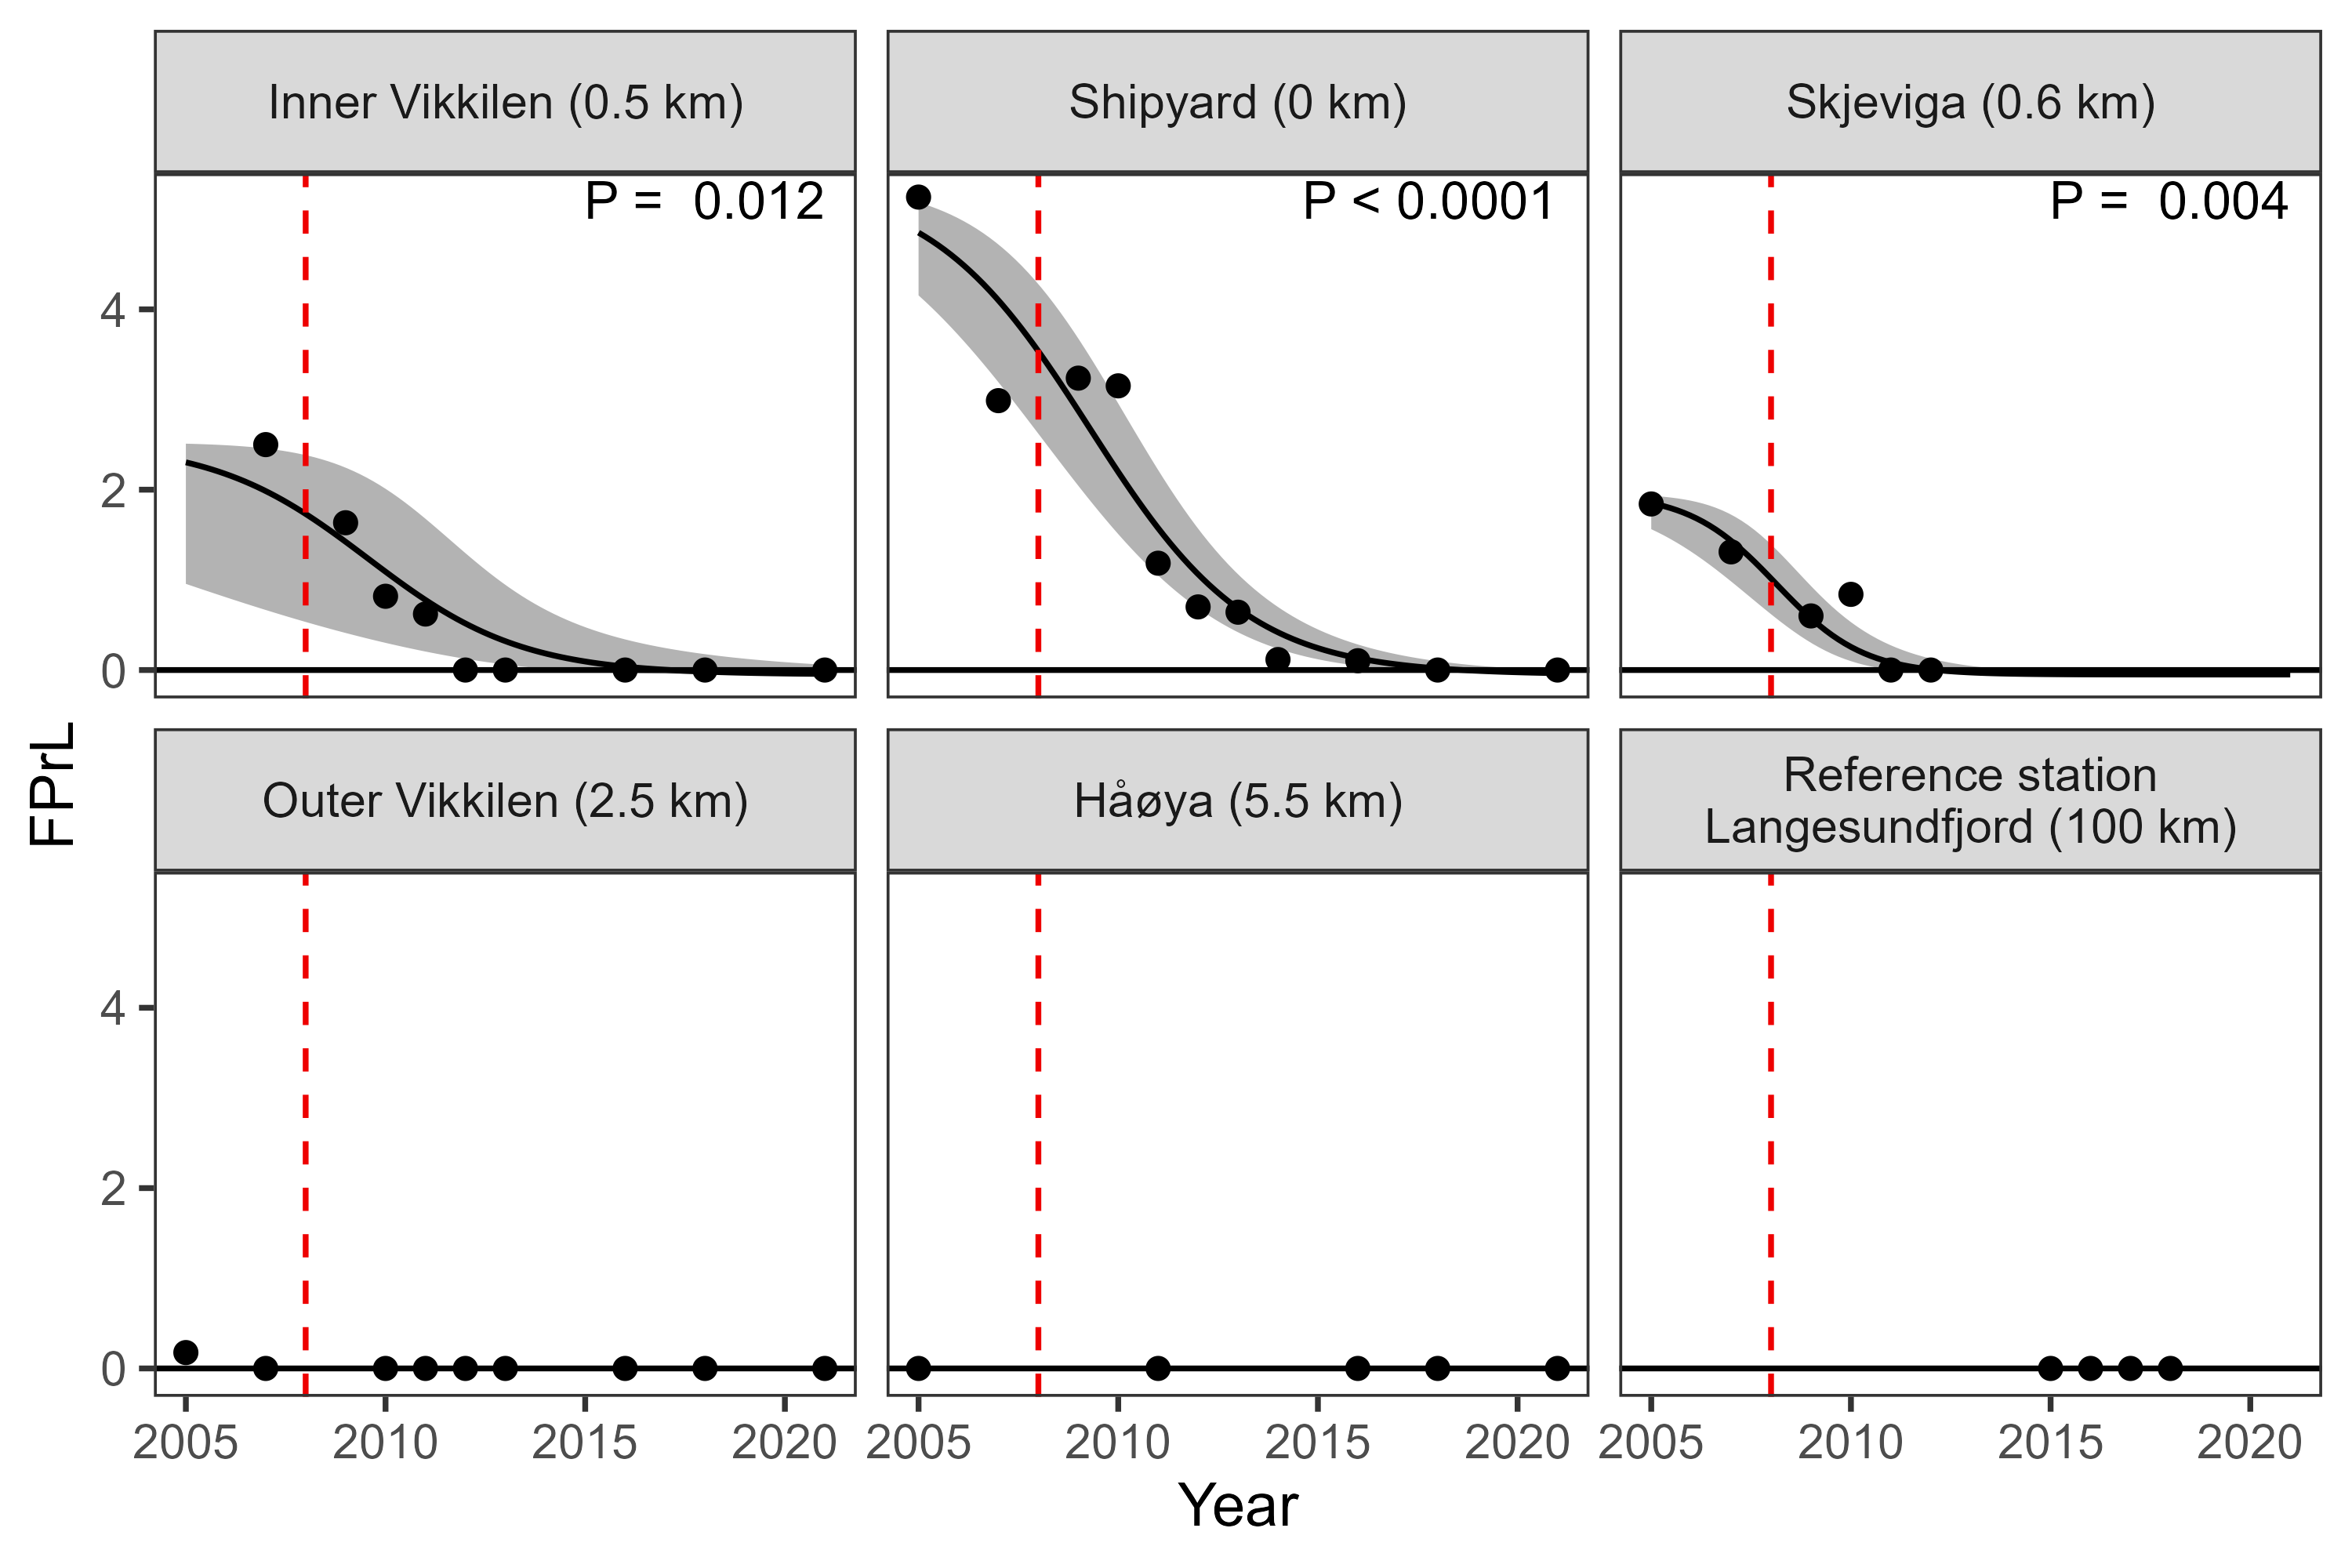 Inner Vikkilen (0.5 km)
Shipyard (0 km)
Skjeviga (0.6 km)
P =  0.012
P < 0.0001
P =  0.004
4
2
0
FPrL
Outer Vikkilen (2.5 km)
Håøya (5.5 km)
Reference station
Langesundfjord (100 km)
4
2
0
2005 2010 2015 2020 2005 2010 2015 2020 2005 2010 2015 2020
Year